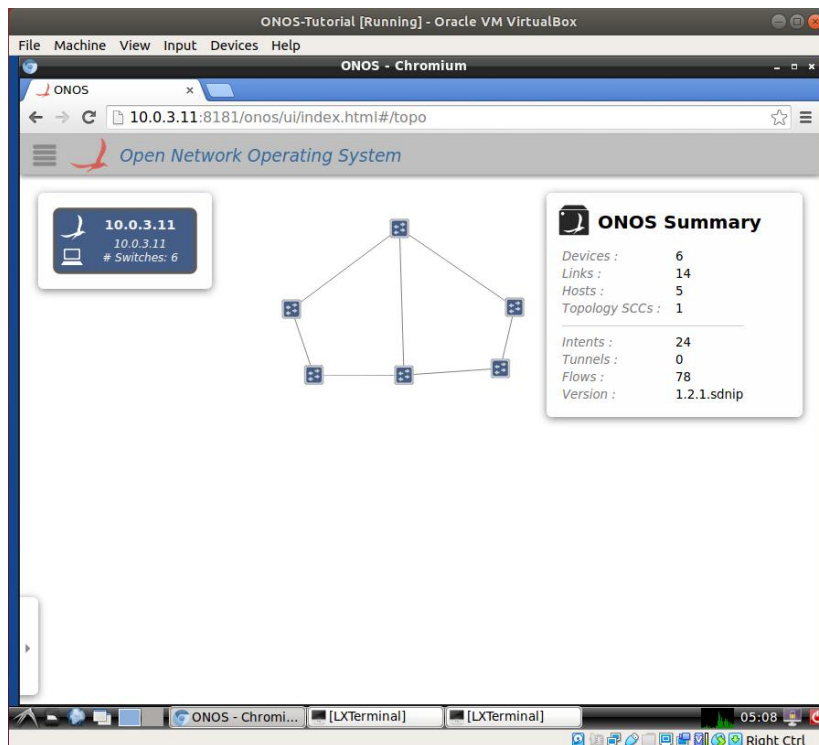 ONOS-Tutorial [Running] - Oracle VM VirtualBox
File Machine View Input Devices Help
ONOS - Chromium
ONOS
10.0.3.11:8181/onos/ui/index.html#/topo
Open Network Operating System
10.0.3.11
10.0.3.11
# Switches: 6
ONOS Summary
Devices : 6
Links : 14
Hosts : 5
Topology SCCs : 1
Intents : 24
Tunnels : 0
Flows : 78
Version : 1.2.1.sdnip
ONOS - Chromi...
[LXTerminal]
[LXTerminal]
05:08
Right Ctrl